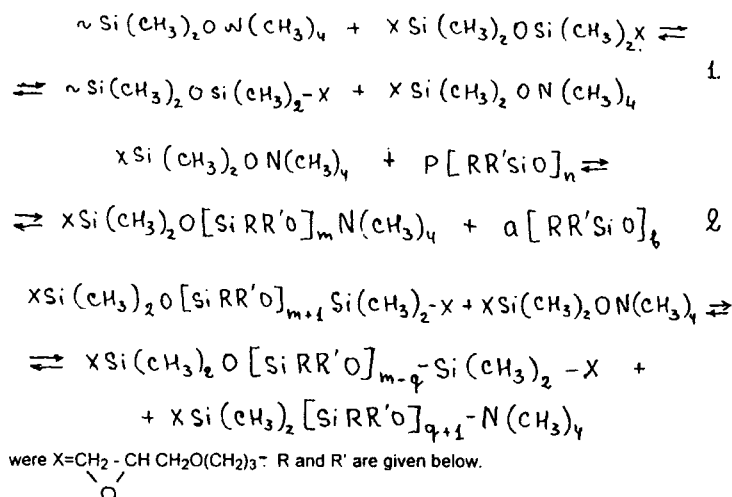 ~Si(CH₃)₂O N(CH₃)₄ + XSi(CH₃)₂OSi(CH₃)₂X ⇌
⇌ ~Si(CH₃)₂OSi(CH₃)₂-X + XSi(CH₃)₂ON(CH₃)₄ 1.
XSi(CH₃)₂ON(CH₃)₄ + P[RR'SiO]ₙ ⇌
⇌ XSi(CH₃)₂O[SiRR'O]ₘN(CH₃)₄ + a[RR'SiO]_b 2
XSi(CH₃)₂O[SiRR'O]ₘ₊₁Si(CH₃)₂-X + XSi(CH₃)₂ON(CH₃)₄ ⇌
⇌ XSi(CH₃)₂O[SiRR'O]_{m-q}-Si(CH₃)₂-X +
+ XSi(CH₃)₂[SiRR'O]_{q+1}-N(CH₃)₄
were X=CH₂-CH CH₂O(CH₂)₃- R and R' are given below.
O